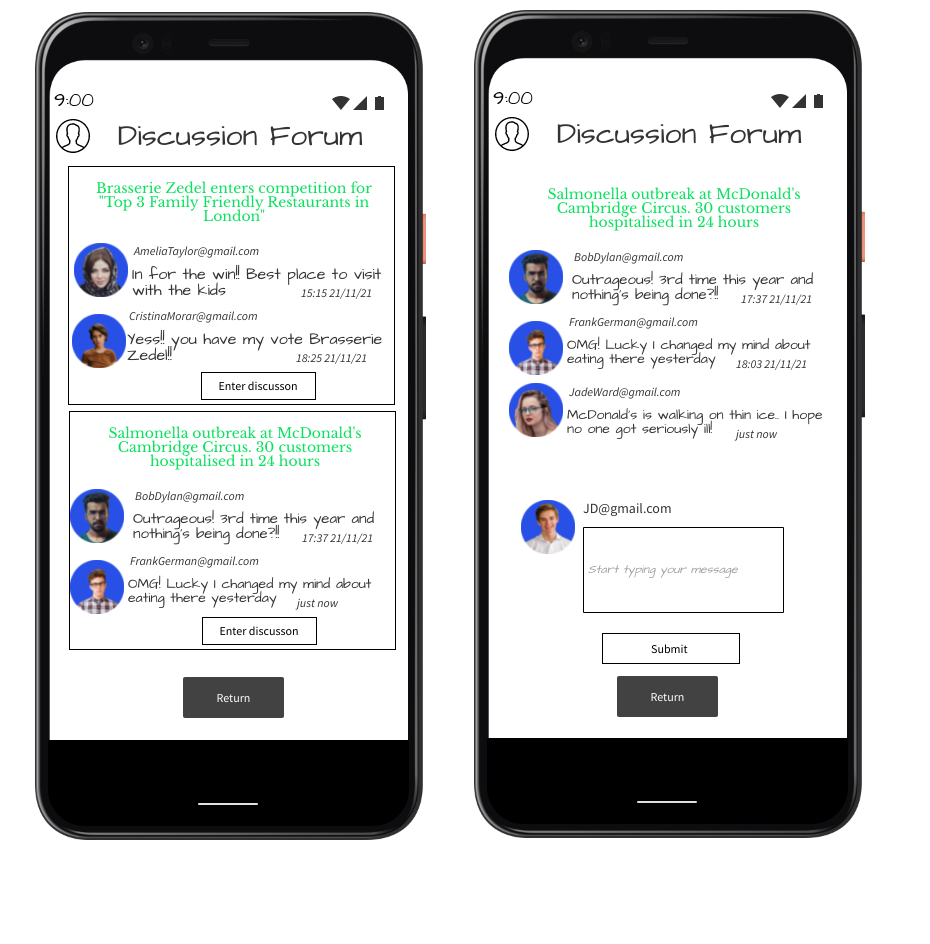 9:00
Discussion Forum
Brasserie Zedel enters competition for
"Top 3 Family Friendly Restaurants in
London"
AmeliaTaylor@gmail.com
In for the win!! Best place to visit
with the kids
15:15 21/11/21
CristinaMorar@gmail.com
Yess!! you have my vote Brasserie
Zedel!!
18:25 21/11/21
Enter discusson
Salmonella outbreak at McDonald's
Cambridge Circus. 30 customers
hospitalised in 24 hours
BobDylan@gmail.com
Outrageous! 3rd time this year and
nothing's being done?!!
17:37 21/11/21
FrankGerman@gmail.com
OMG! Lucky I changed my mind about
eating there yesterday
just now
Enter discusson
Return
9:00
Discussion Forum
Salmonella outbreak at McDonald's
Cambridge Circus. 30 customers
hospitalised in 24 hours
BobDylan@gmail.com
Outrageous! 3rd time this year and
nothing's being done?!!
17:37 21/11/21
FrankGerman@gmail.com
OMG! Lucky I changed my mind about
eating there yesterday
18:03 21/11/21
JadeWard@gmail.com
McDonald's is walking on thin ice.. I hope
no one got seriously ill!
just now
JD@gmail.com
Start typing your message
Submit
Return